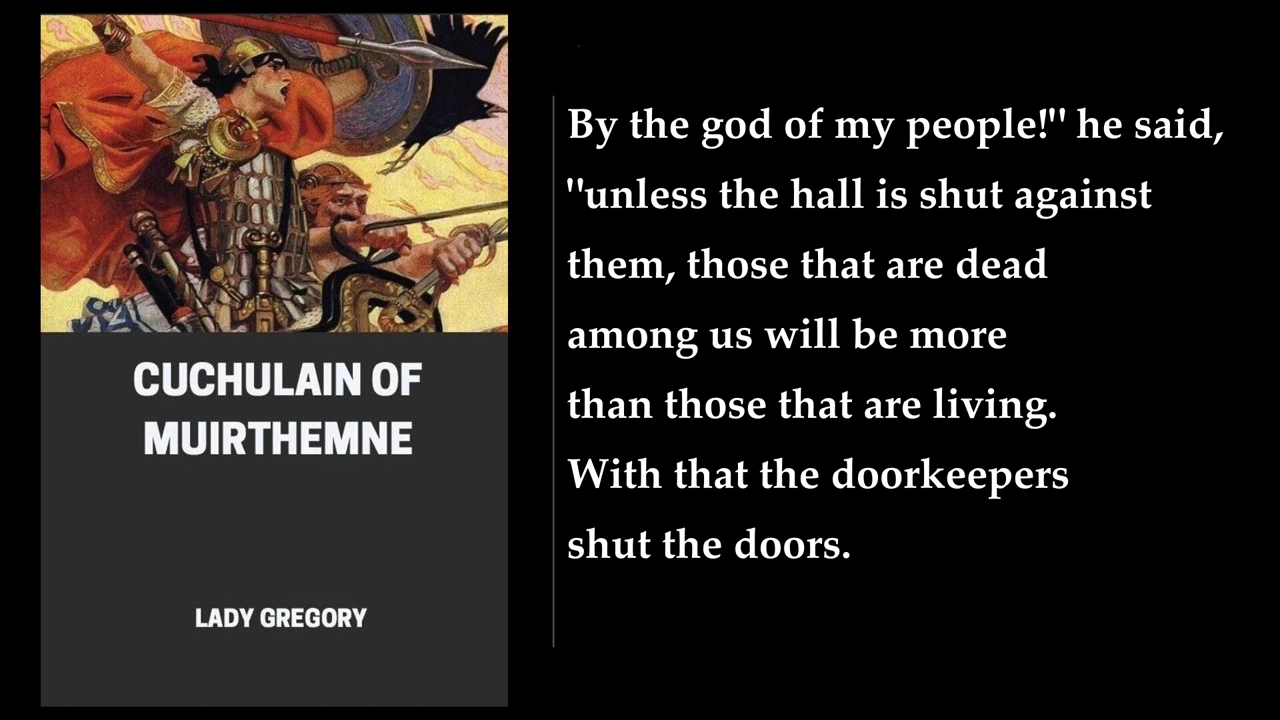 CUCHULAIN OF
MUIRTHEMNE
LADY GREGORY
By the god of my people!" he said,
"unless the hall is shut against
them, those that are dead
among us will be more
than those that are living.
With that the doorkeepers
shut the doors.